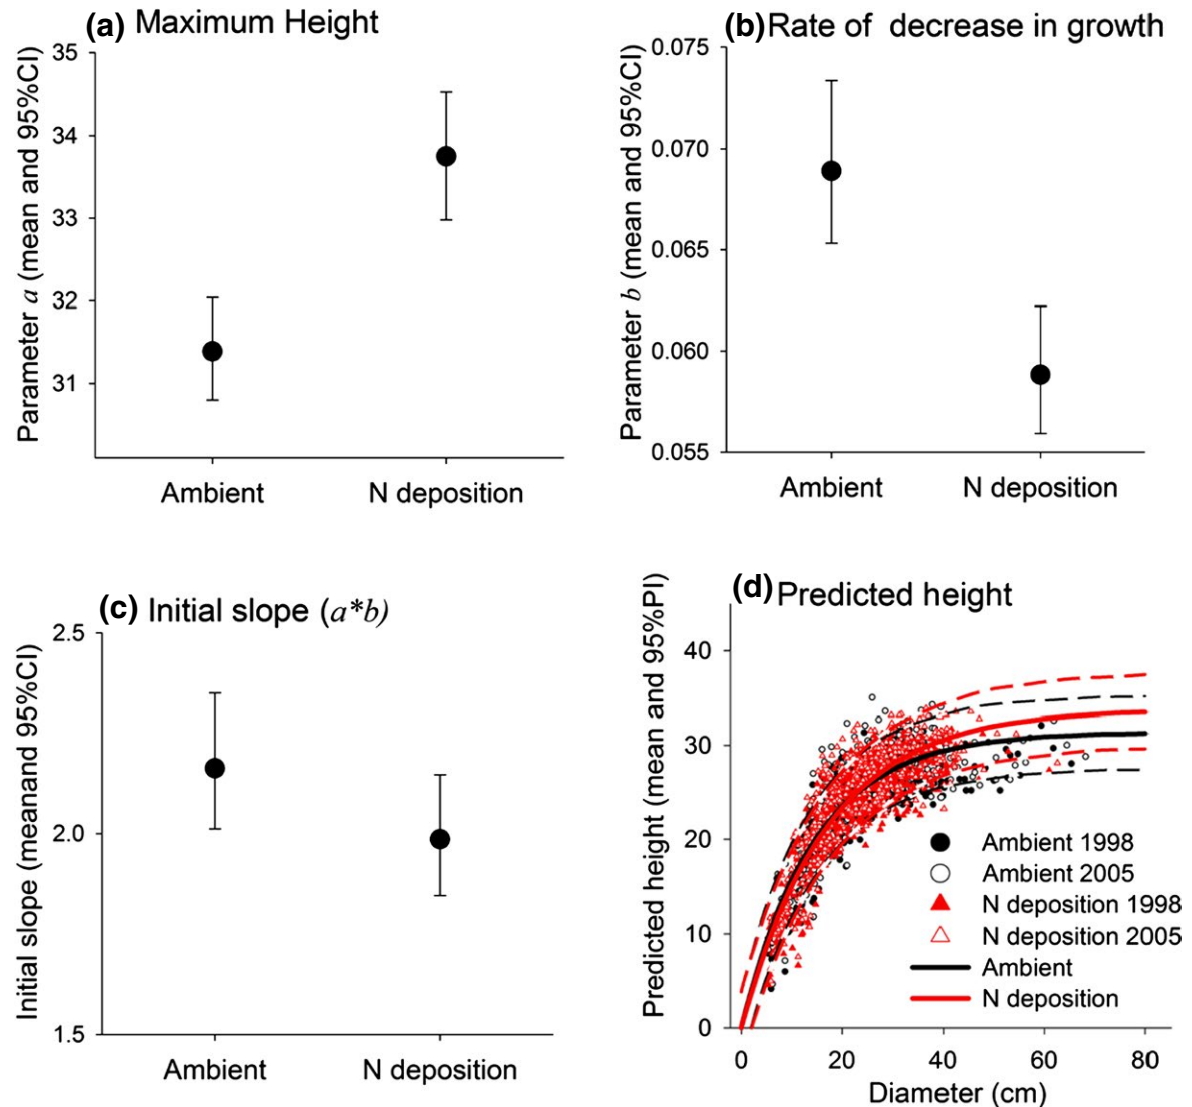 (a) Maximum Height
Parameter a (mean and 95%CI)
35
34
33
32
31
Ambient N deposition
(b) Rate of decrease in growth
Parameter b (mean and 95%CI)
0.075
0.070
0.065
0.060
0.055
Ambient N deposition
(c) Initial slope (a*b)
Initial slope (meanand 95%CI)
2.5
2.0
1.5
Ambient N deposition
(d) Predicted height
Predicted height (mean and 95%PI)
40
30
20
10
0
Ambient 1998
Ambient 2005
N deposition 1998
N deposition 2005
Ambient
N deposition
0 20 40 60 80
Diameter (cm)